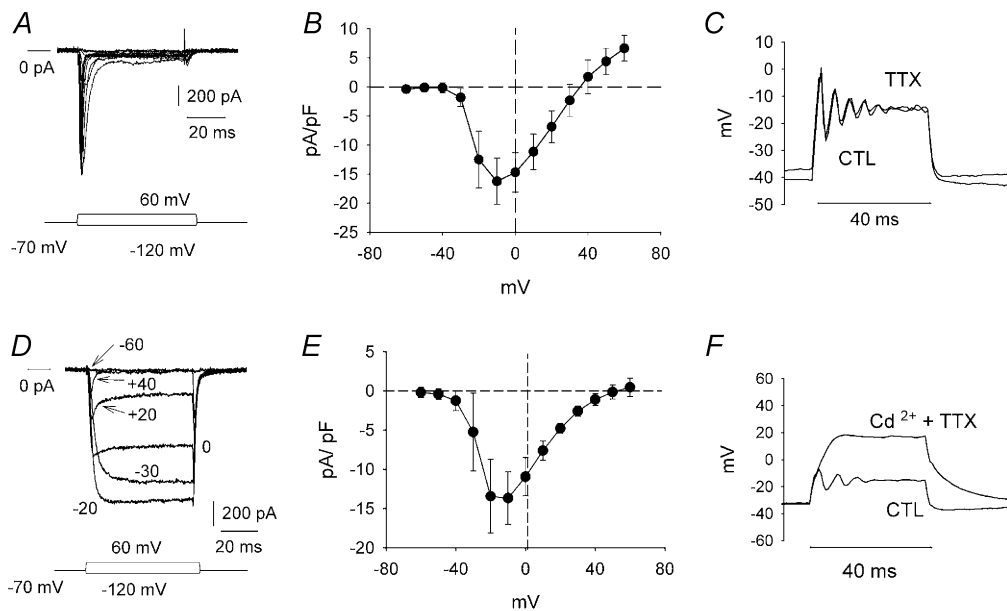 A
0 pA
200 pA
20 ms
60 mV
-70 mV
-120 mV
B
10
5
0
-5
-10
-15
-20
-25
pA/pF
-80 -40 0 40 80
mV
C
10
0
-10
-20
-30
-40
-50
mV
TTX
CTL
40 ms
D
0 pA
-60
+40
+20
0
-30
-20
200 pA
20 ms
60 mV
-70 mV
-100 mV
E
5
0
-5
-10
-15
-20
pA/ pF
-80 -40 0 40 80
mV
F
60
40
20
0
-20
-40
-60
mV
Cd 2+ + TTX
CTL
40 ms